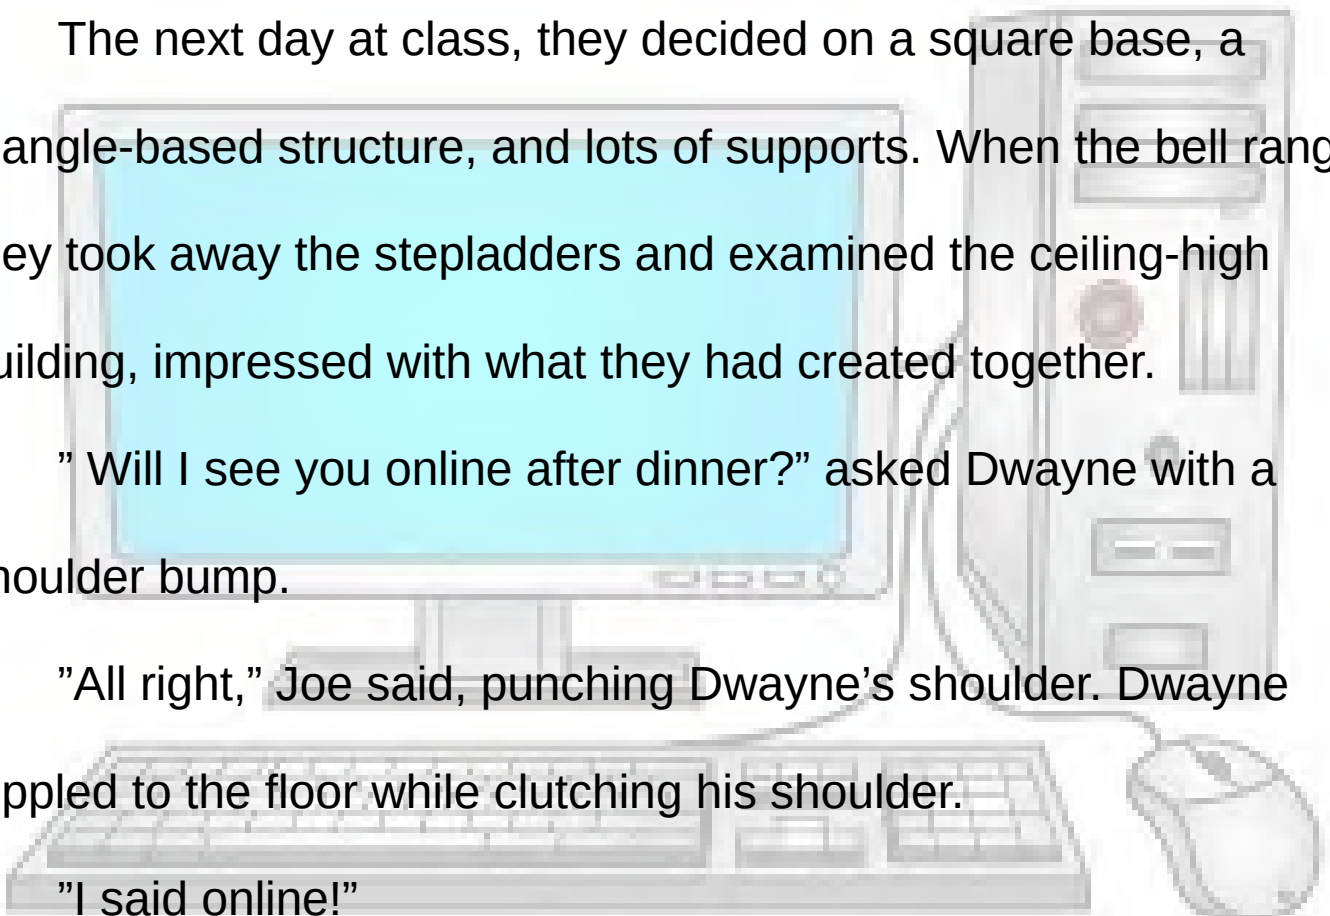 The next day at class, they decided on a square base, a
angle-based structure, and lots of supports. When the bell rang
ey took away the stepladders and examined the ceiling-high
uilding, impressed with what they had created together.
” Will I see you online after dinner?” asked Dwayne with a
houlder bump.
”All right,” Joe said, punching Dwayne’s shoulder. Dwayne
ppled to the floor while clutching his shoulder.
”I said online!”